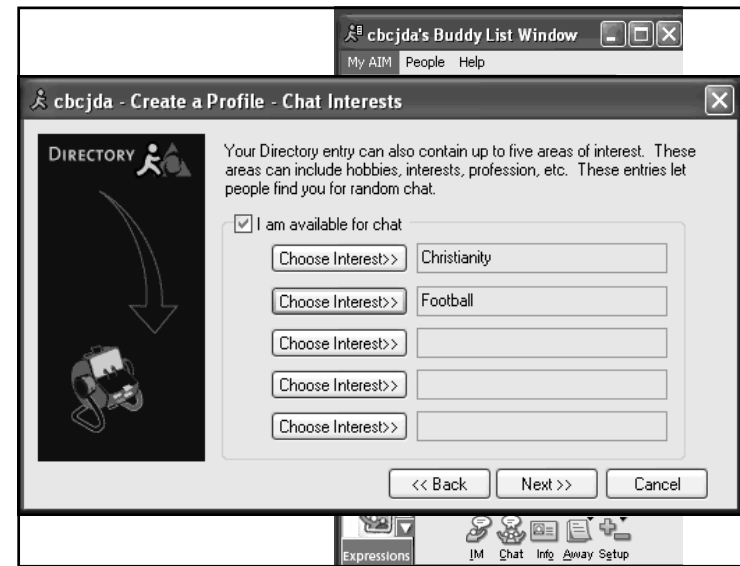 cbcjda's Buddy List Window
My AIM People Help
cbcjda - Create a Profile - Chat Interests
DIRECTORY
Your Directory entry can also contain up to five areas of interest. These
areas can include hobbies, interests, profession, etc. These entries let
people find you for random chat.
I am available for chat
Choose Interest>> Christianity
Choose Interest>> Football
Choose Interest>>
Choose Interest>>
Choose Interest>>
<< Back Next >> Cancel
Expressions IM Chat Info Away Setup